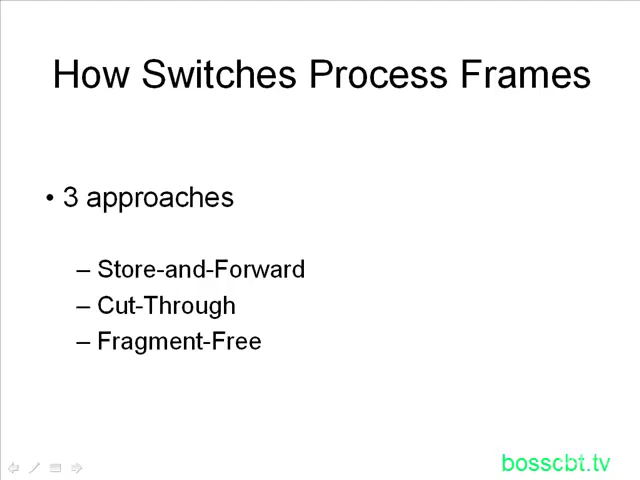 How Switches Process Frames
• 3 approaches
– Store-and-Forward
– Cut-Through
– Fragment-Free
bosscbt.tv